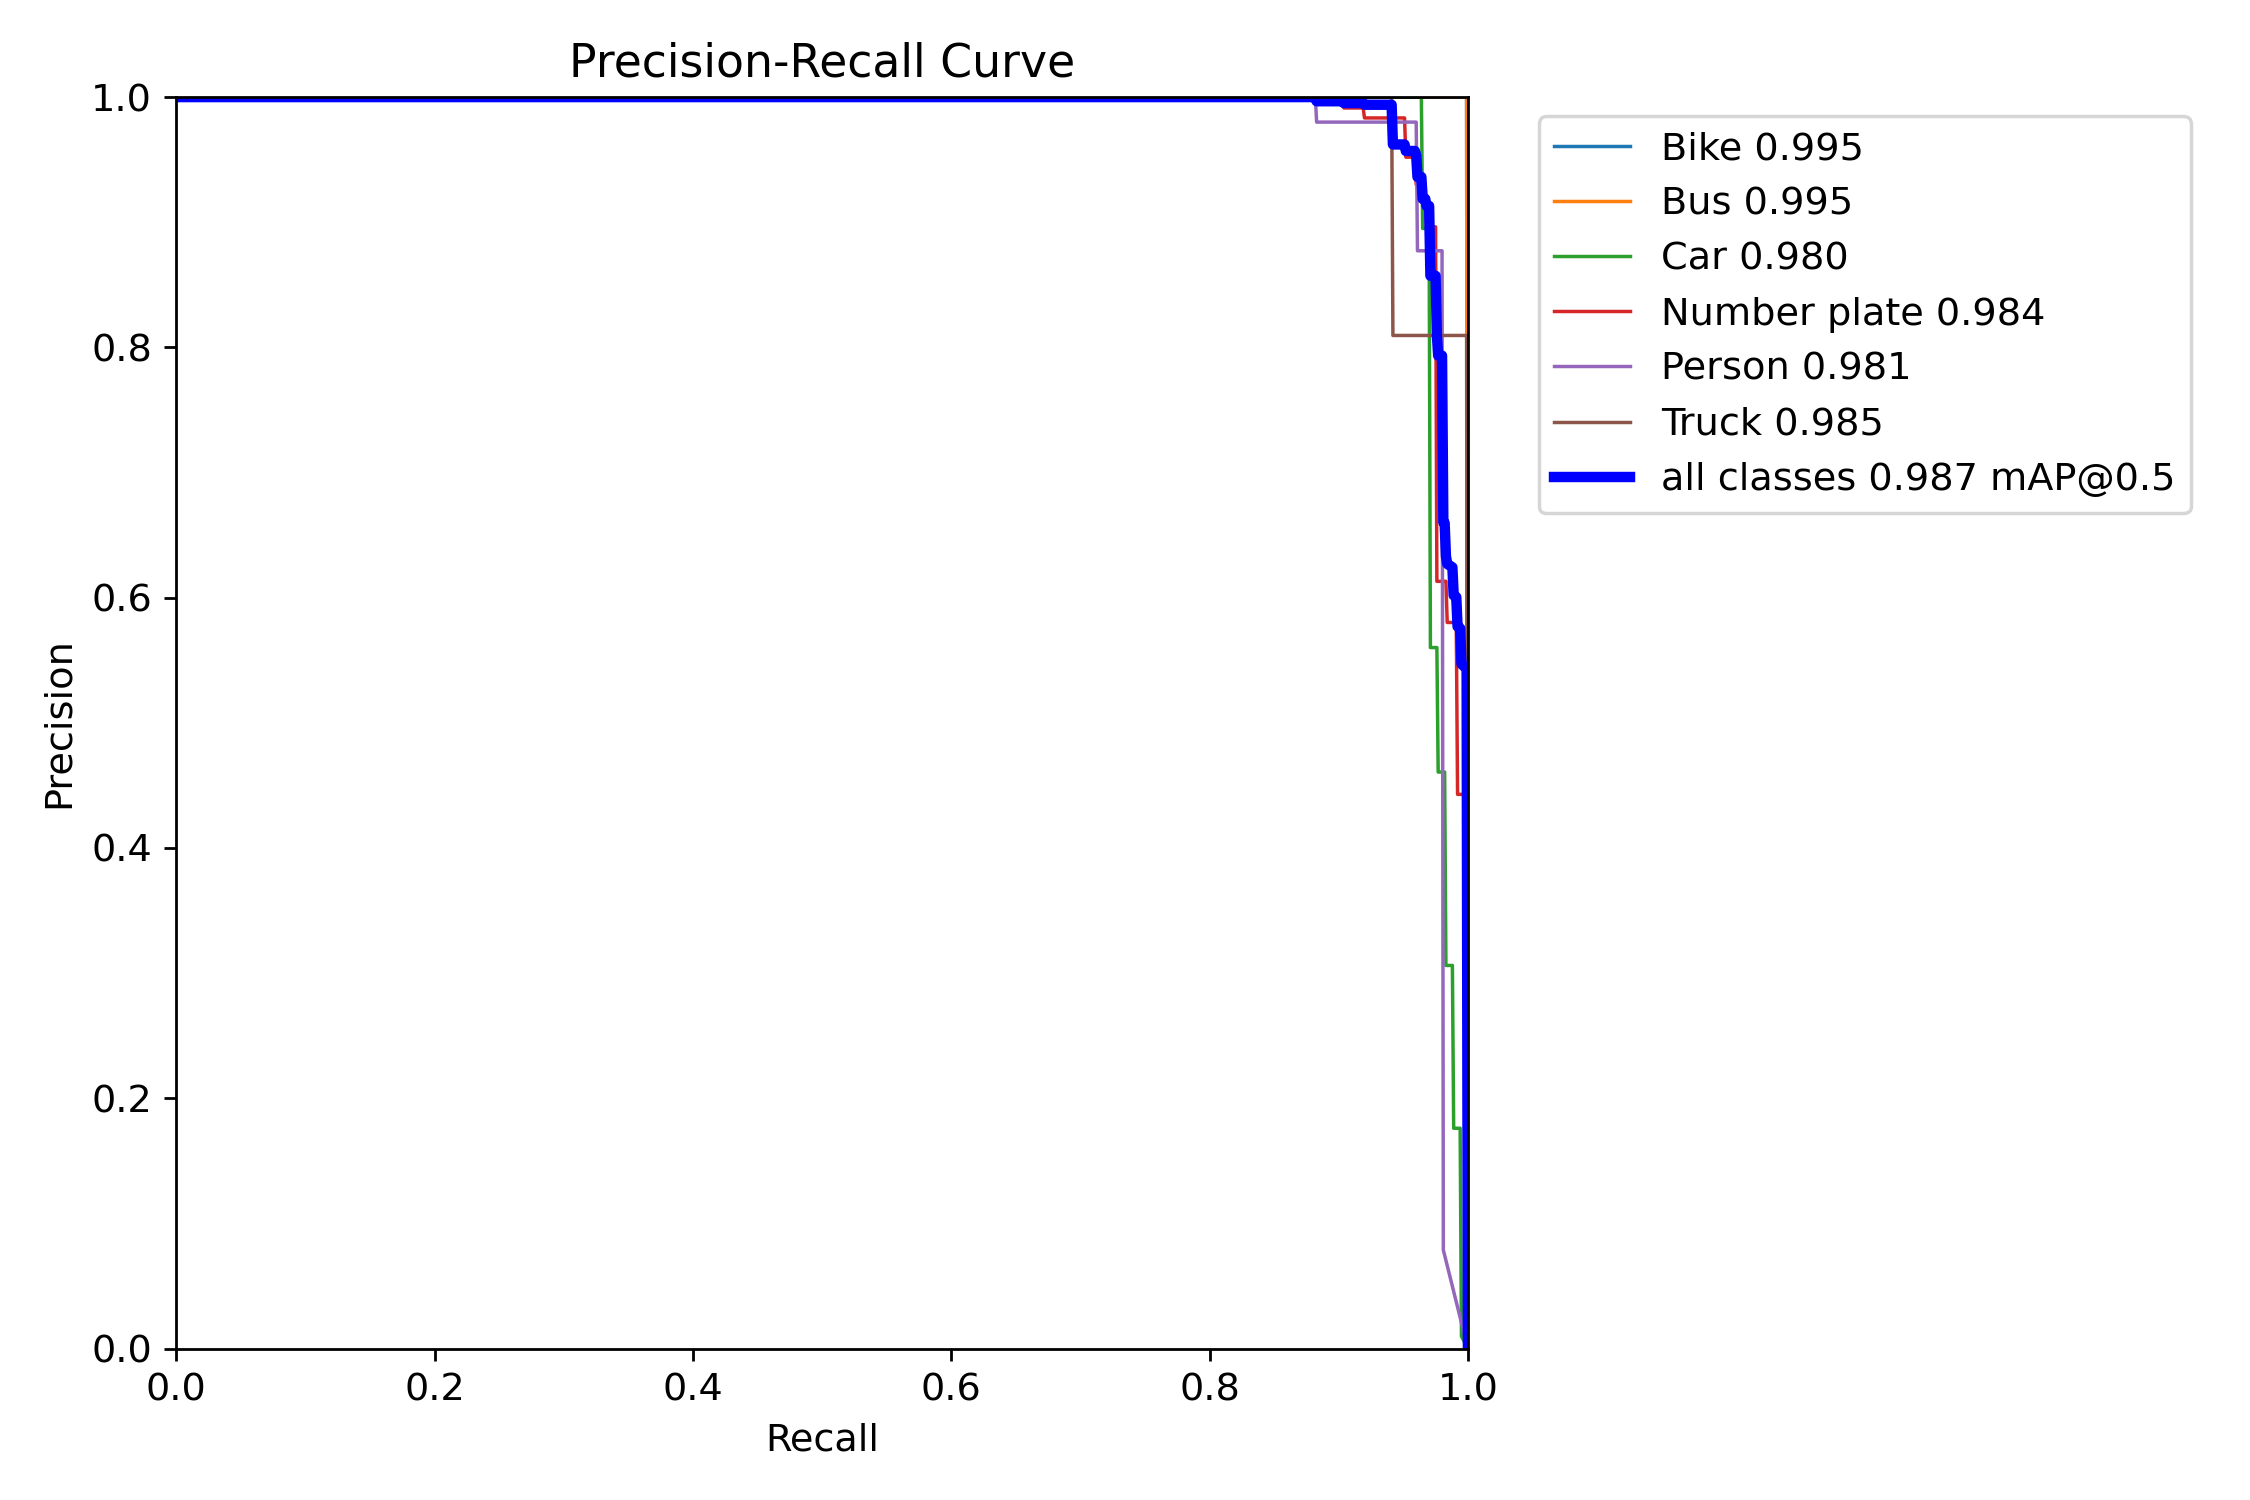 Precision-Recall Curve
1.0
0.8
0.6
0.4
0.2
0.0
Precision
0.0 0.2 0.4 0.6 0.8 1.0
Recall
Bike 0.995
Bus 0.995
Car 0.980
Number plate 0.984
Person 0.981
Truck 0.985
all classes 0.987 mAP@0.5